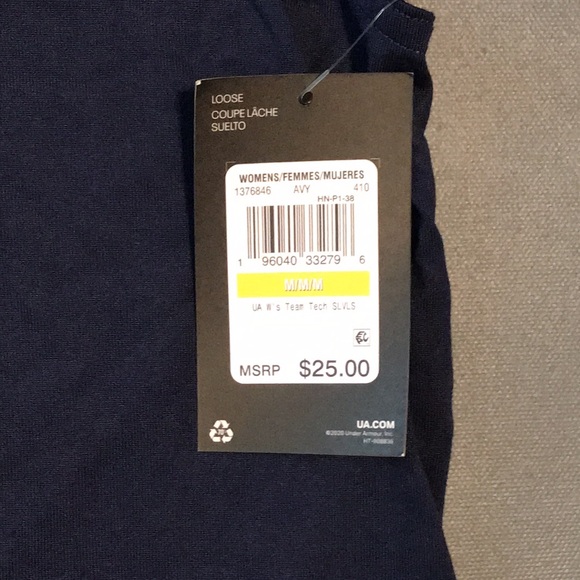 LOOSE
COUPE LÂCHE
SUELTO
WOMENS/FEMMES/MUJERES
1376846 AVY 410
HN-P1-38
1 96040 33279 6
M/M/M
UA W's Team Tech SLVLS
MSRP $25.00
UA.COM
©2020 Under Armour, Inc.